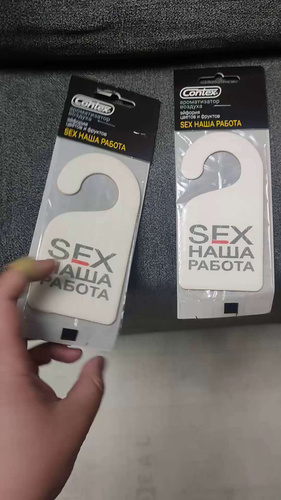 Contex
ароматизатор
воздуха
эйфория
цветов и фруктов
SEX НАША РАБОТА
SEX
НАША
РАБОТА
Contex
ароматизатор
воздуха
эйфория
цветов и фруктов
SEX НАША РАБОТА
SEX
НАША
РАБОТА